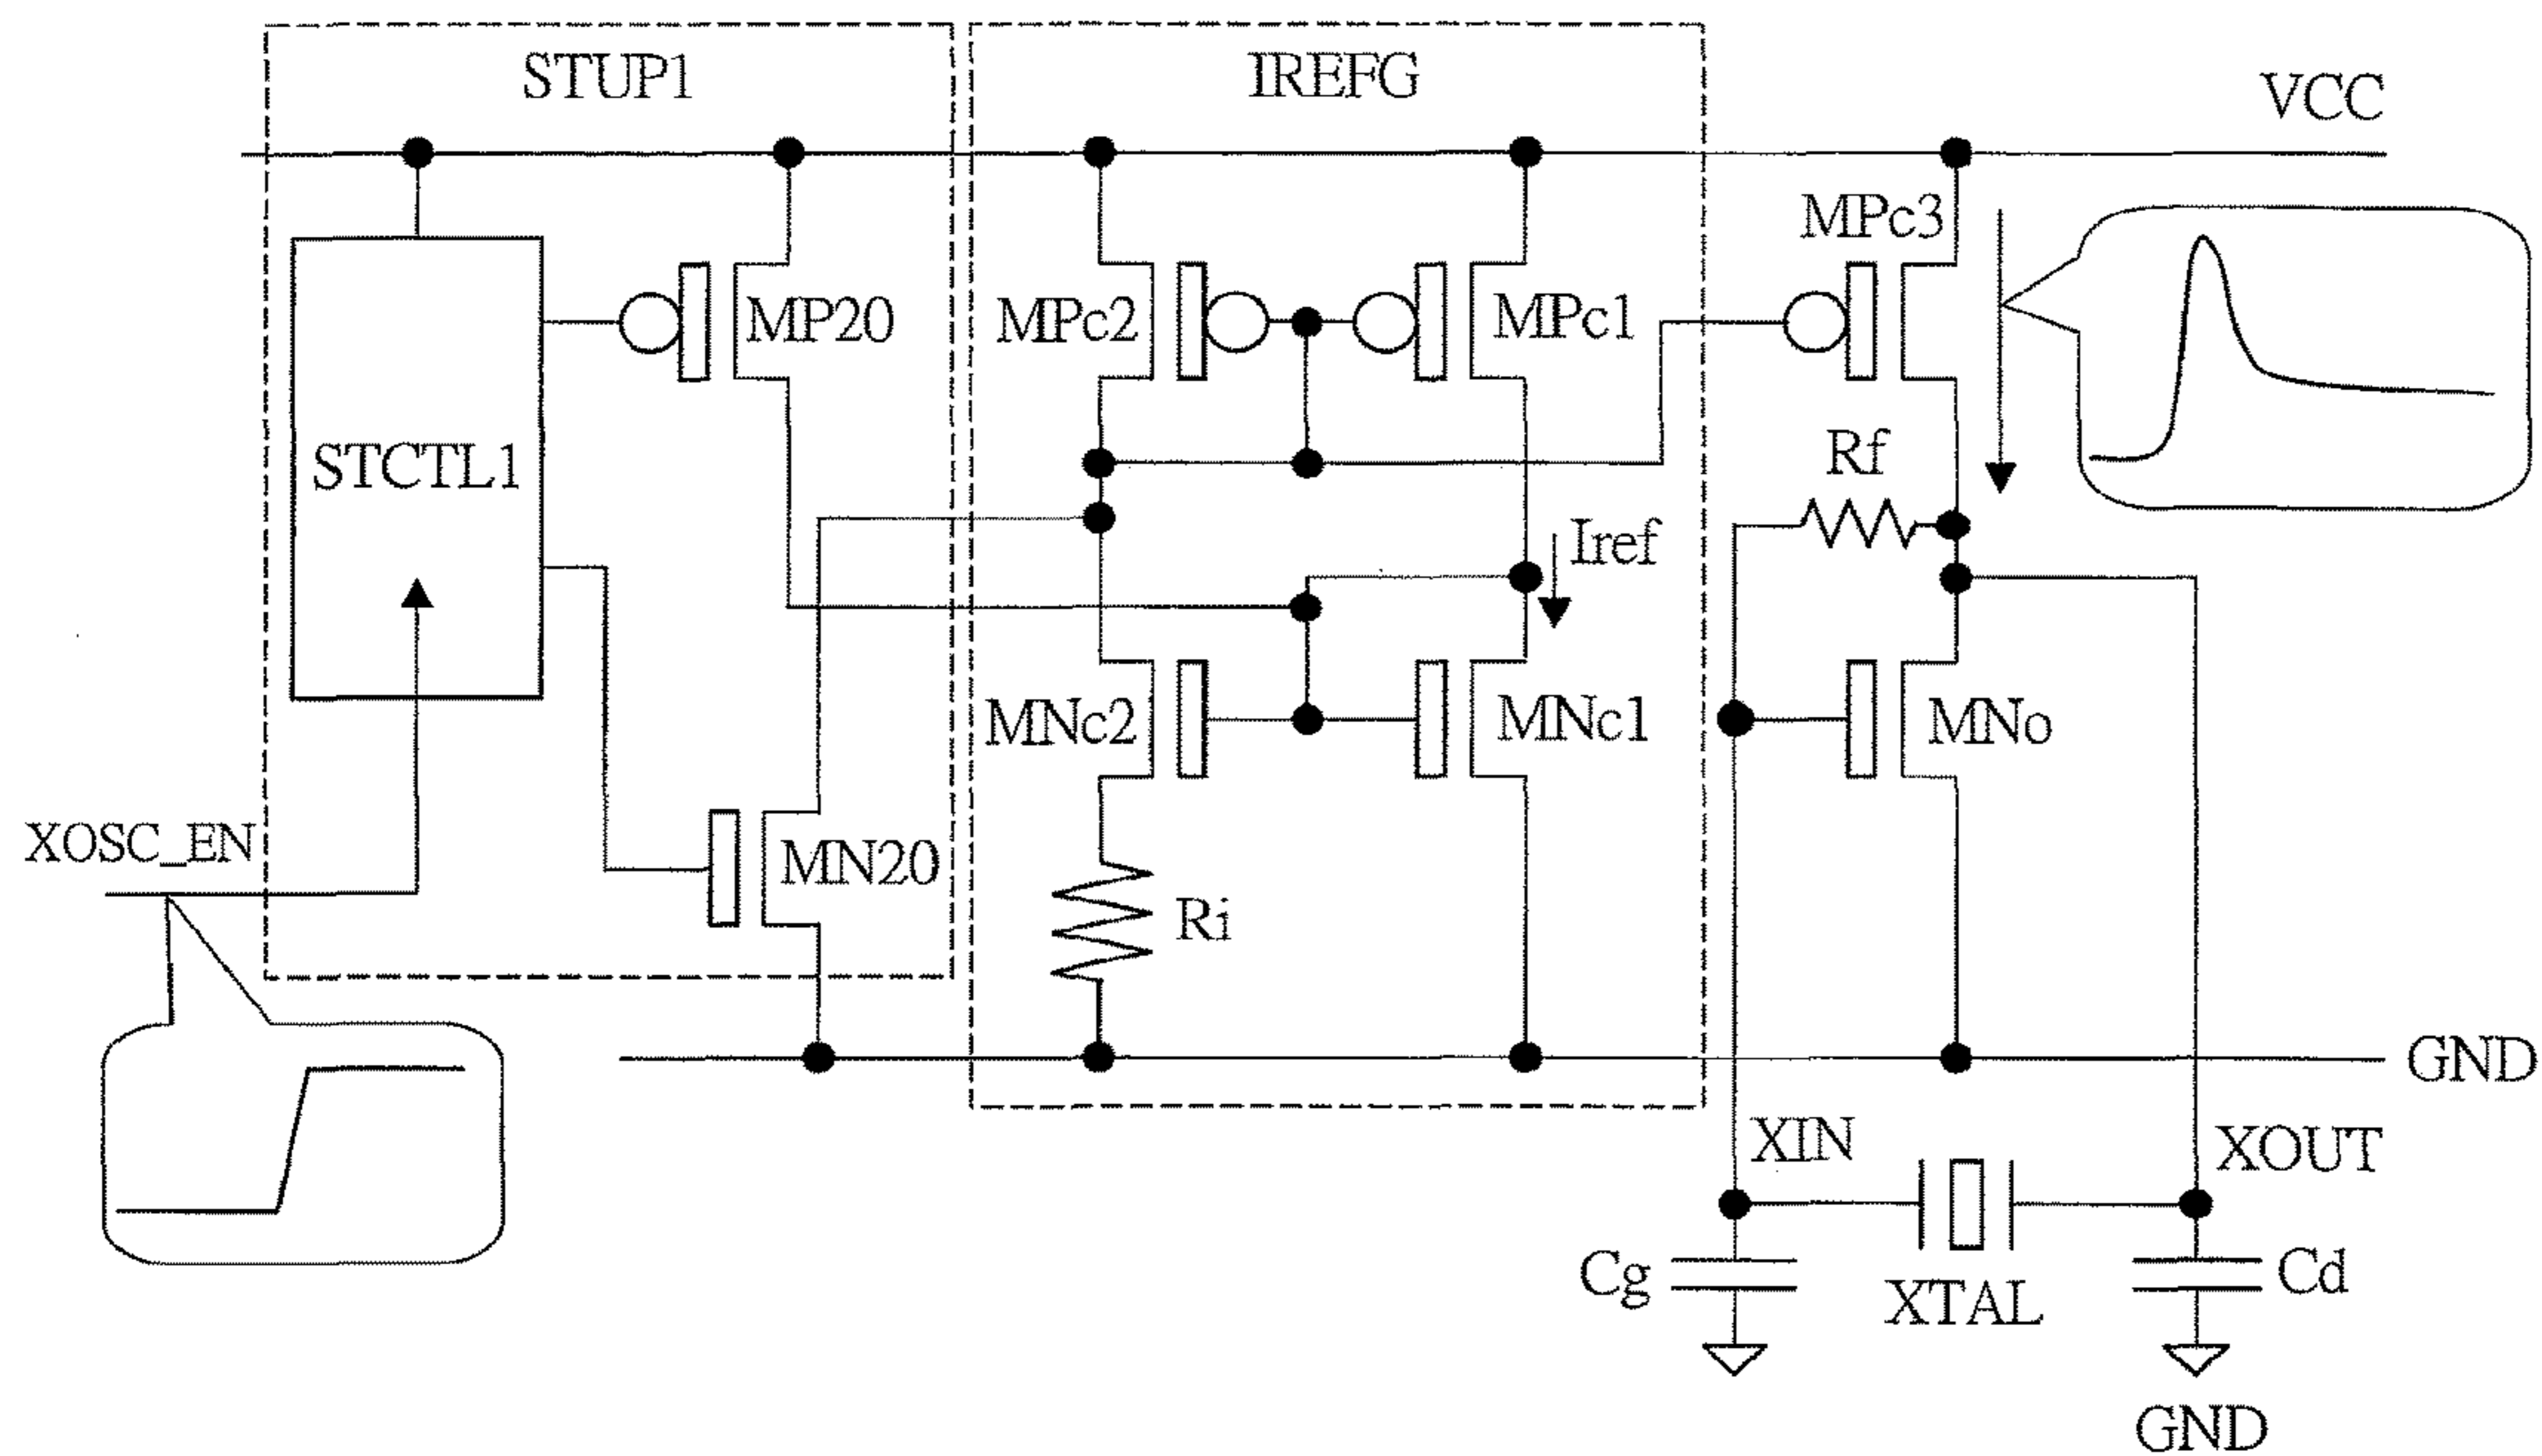 STUP1
IREFG
VCC
MPc3
MP20
MPc2
MPc1
STCTL1
Rf
Iref
MNc2
MNc1
MNo
XOSC_EN
MN20
Ri
GND
XIN
XOUT
Cg
XTAL
Cd
GND